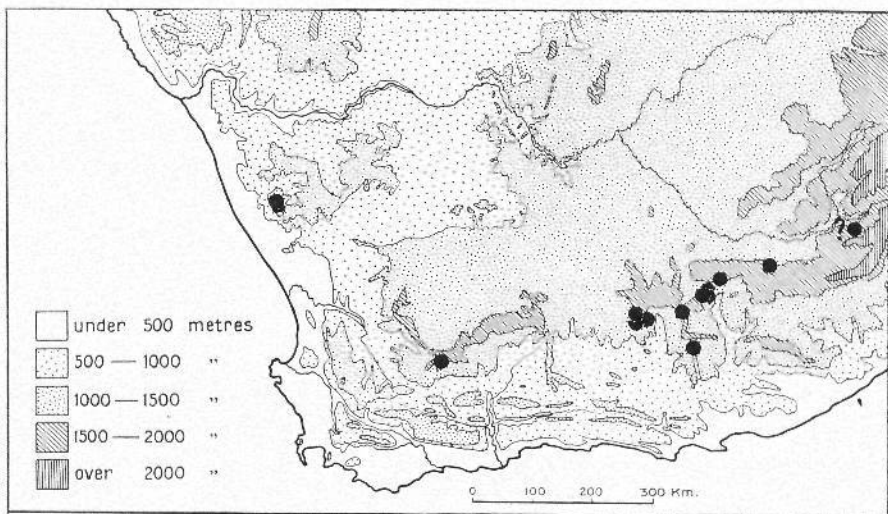 ?
under 500 metres
500 — 1000 "
1000 — 1500 "
1500 — 2000 "
over 2000 "
0 100 200 300 Km.